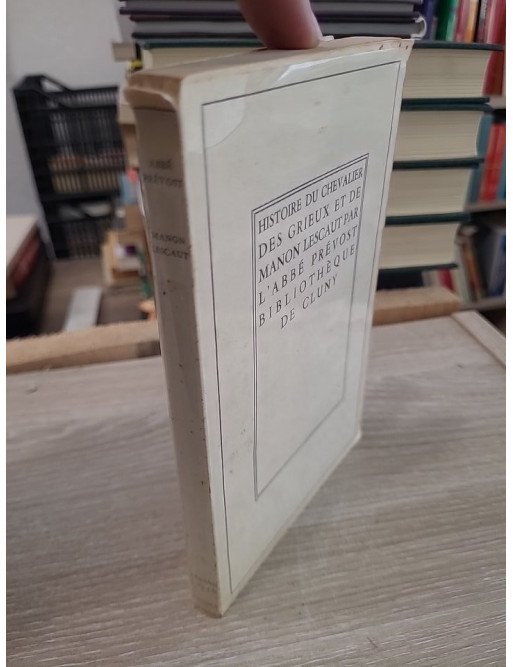 ABBÉ
PRÉVOST
MANON
LESCAUT
HISTOIRE DU CHEVALIER
DES GRIEUX ET DE
MANON LESCAUT PAR
L'ABBÉ PRÉVOST
BIBLIOTHÈQUE
DE CLUNY